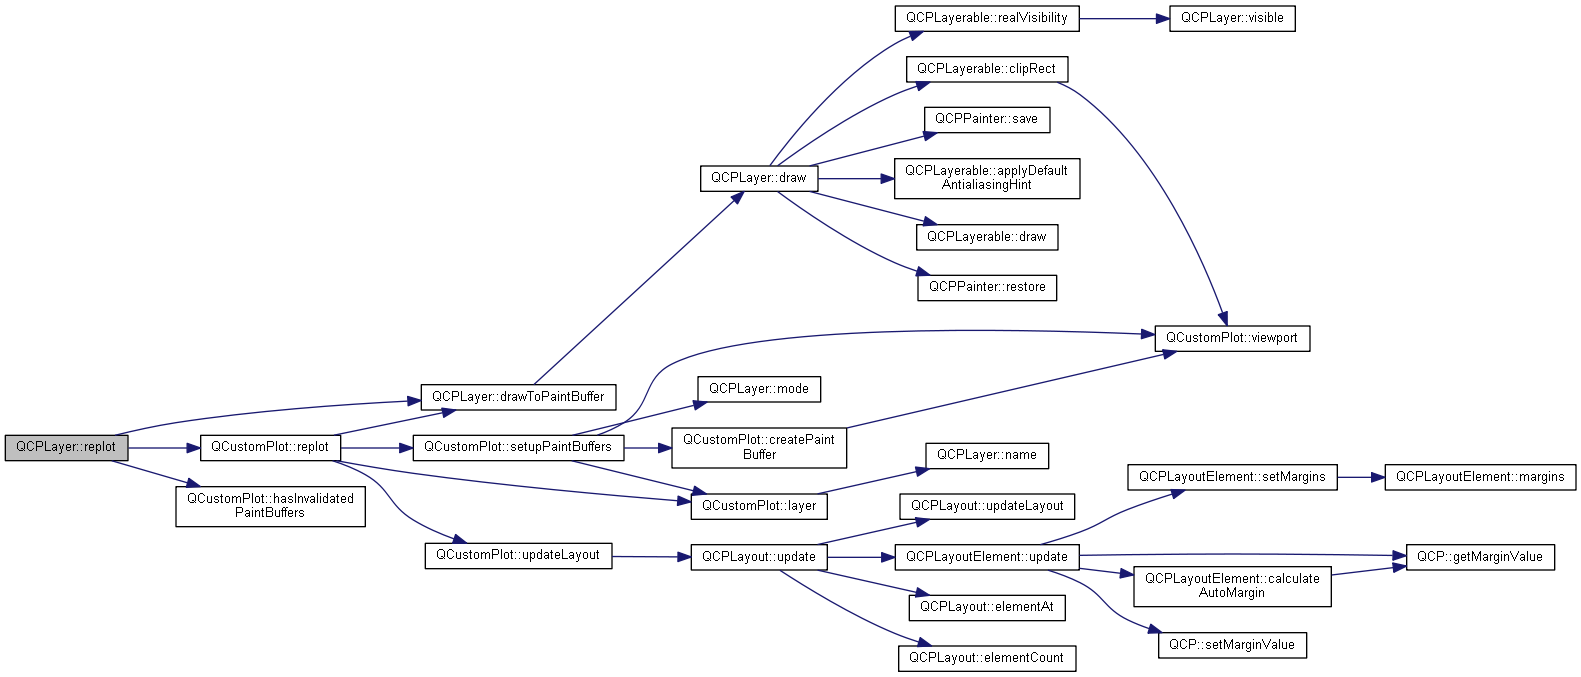 QCPLayerable::realVisibility
QCPLayer::visible
QCPLayerable::clipRect
QCPPainter::save
QCPLayer::draw
QCPLayerable::applyDefault
AntialiasingHint
QCPLayerable::draw
QCPPainter::restore
QCustomPlot::viewport
QCPLayer::drawToPaintBuffer
QCPLayer::mode
QCPLayer::replot
QCustomPlot::replot
QCustomPlot::setupPaintBuffers
QCustomPlot::createPaint
Buffer
QCPLayer::name
QCustomPlot::hasInvalidated
PaintBuffers
QCustomPlot::layer
QCPLayout::updateLayout
QCPLayoutElement::setMargins
QCPLayoutElement::margins
QCustomPlot::updateLayout
QCPLayout::update
QCPLayoutElement::update
QCP::getMarginValue
QCPLayoutElement::calculate
AutoMargin
QCPLayout::elementAt
QCP::setMarginValue
QCPLayout::elementCount